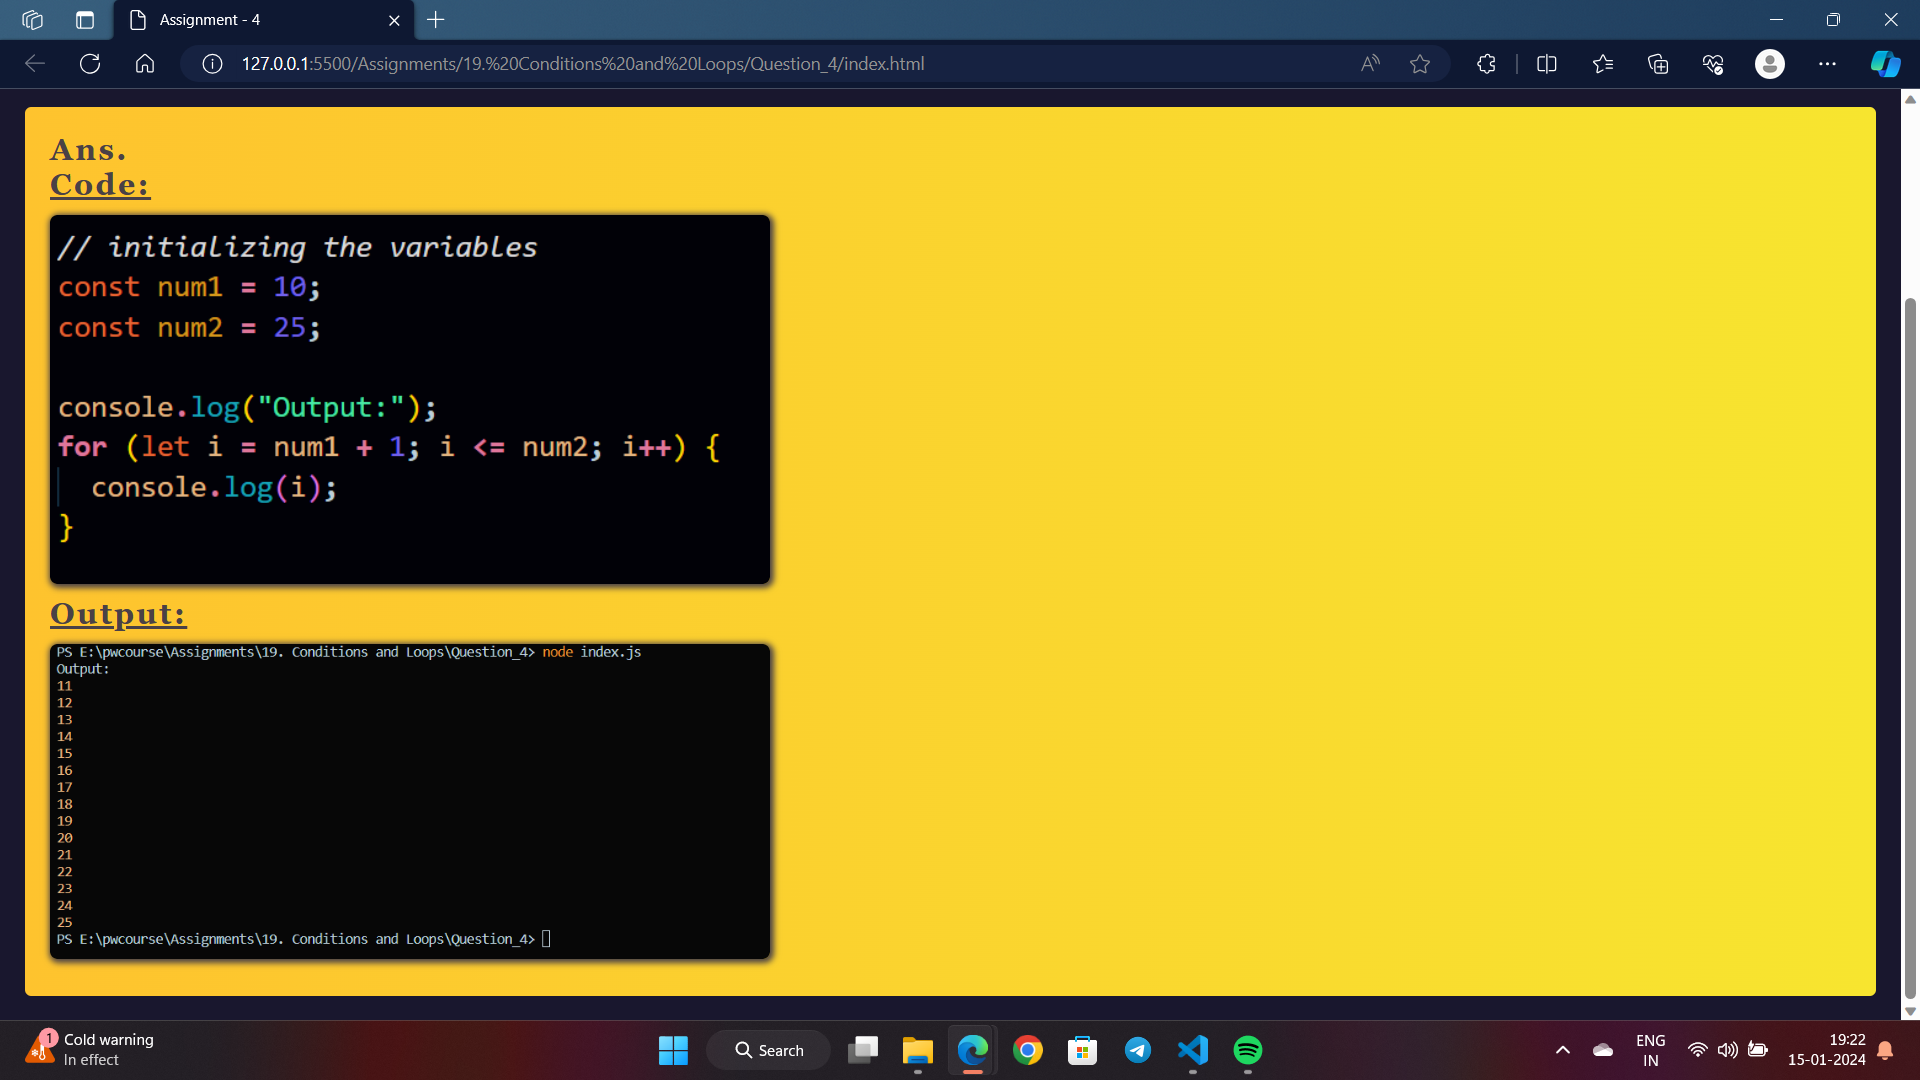 Assignment - 4
127.0.0.1:5500/Assignments/19.%20Conditions%20and%20Loops/Question_4/index.html
Ans.
Code:
// initializing the variables
const num1 = 10;
const num2 = 25;
console.log("Output:");
for (let i = num1 + 1; i <= num2; i++) {
console.log(i);
}
Output:
PS E:\pwcourse\Assignments\19. Conditions and Loops\Question_4> node index.js
Output:
11
12
13
14
15
16
17
18
19
20
21
22
23
24
25
PS E:\pwcourse\Assignments\19. Conditions and Loops\Question_4>
1
Cold warning
In effect
Search
ENG
IN
19:22
15-01-2024